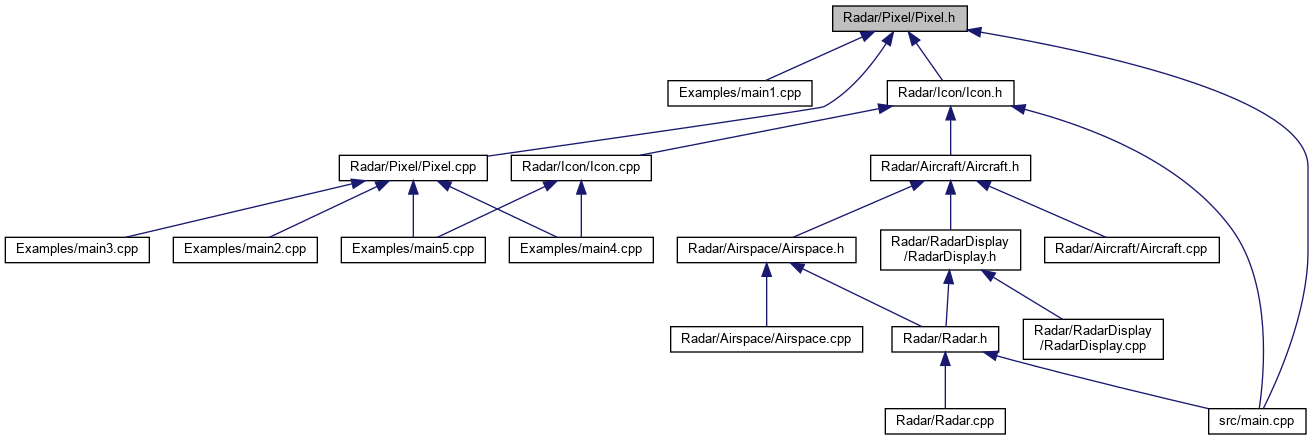 Radar/Pixel/Pixel.h
Examples/main1.cpp
Radar/Icon/Icon.h
Radar/Pixel/Pixel.cpp
Radar/Icon/Icon.cpp
Radar/Aircraft/Aircraft.h
Examples/main3.cpp
Examples/main2.cpp
Examples/main5.cpp
Examples/main4.cpp
Radar/Airspace/Airspace.h
Radar/RadarDisplay
/RadarDisplay.h
Radar/Aircraft/Aircraft.cpp
Radar/Airspace/Airspace.cpp
Radar/Radar.h
Radar/RadarDisplay
/RadarDisplay.cpp
Radar/Radar.cpp
src/main.cpp